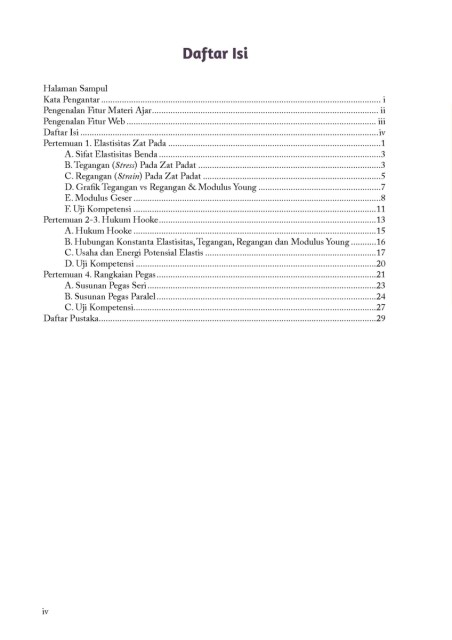 Daftar Isi
Halaman Sampul
Kata Pengantar ........ i
Pengenalan Fitur Materi Ajar ........ ii
Pengenalan Fitur Web ........ iii
Daftar Isi ........ iv
Pertemuan 1. Elastisitas Zat Pada ........ 1
A. Sifat Elastisitas Benda ........ 3
B. Tegangan (Stress) Pada Zat Padat ........ 3
C. Regangan (Strain) Pada Zat Padat ........ 5
D. Grafik Tegangan vs Regangan & Modulus Young ........ 7
E. Modulus Geser ........ 8
F. Uji Kompetensi ........ 11
Pertemuan 2-3. Hukum Hooke ........ 13
A. Hukum Hooke ........ 15
B. Hubungan Konstanta Elastisitas, Tegangan, Regangan dan Modulus Young ........ 16
C. Usaha dan Energi Potensial Elastis ........ 17
D. Uji Kompetensi ........ 20
Pertemuan 4. Rangkaian Pegas ........ 21
A. Susunan Pegas Seri ........ 23
B. Susunan Pegas Paralel ........ 24
C. Uji Kompetensi ........ 27
Daftar Pustaka ........ 29
iv